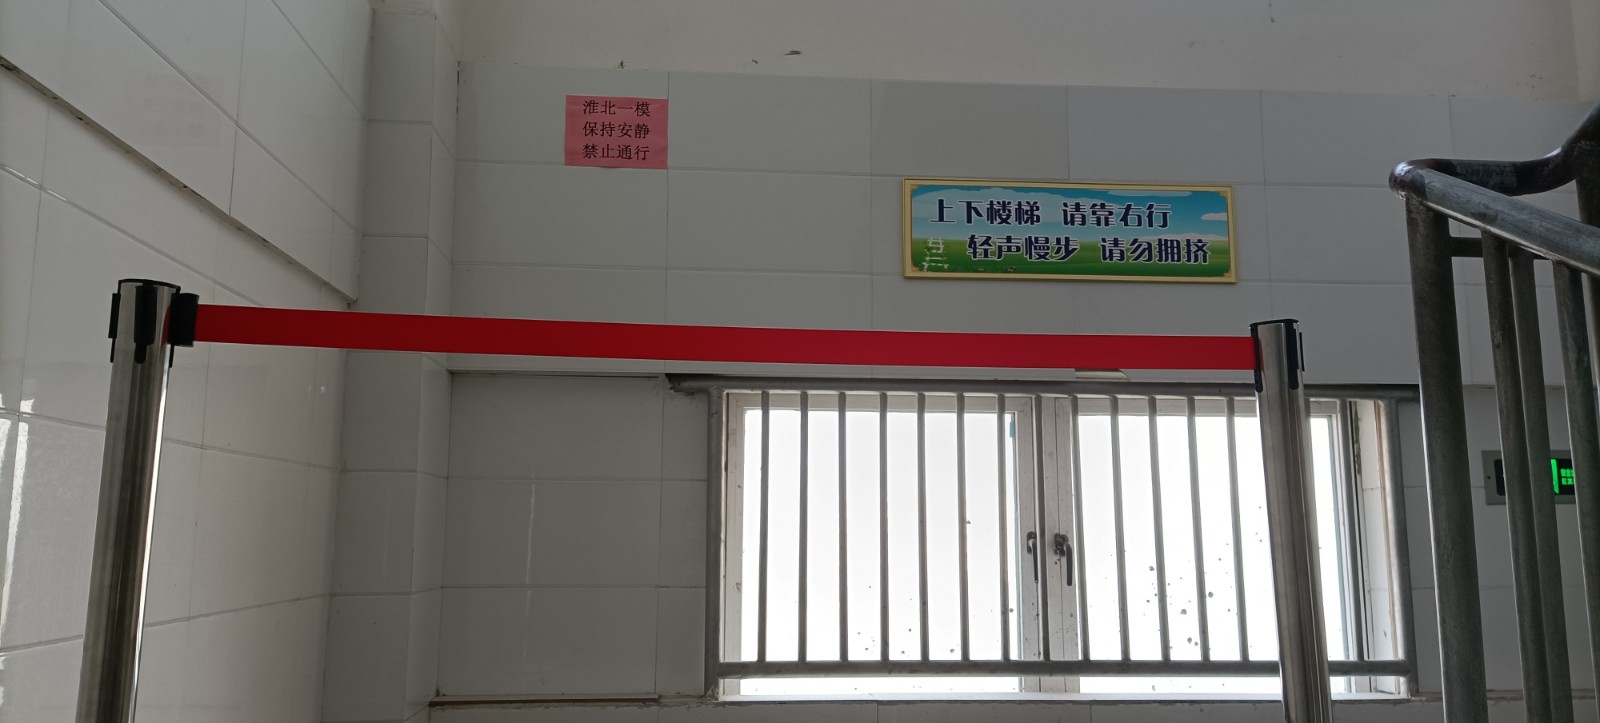 淮北一模
保持安静
禁止通行
上下楼梯 请靠右行
轻声慢步 请勿拥挤